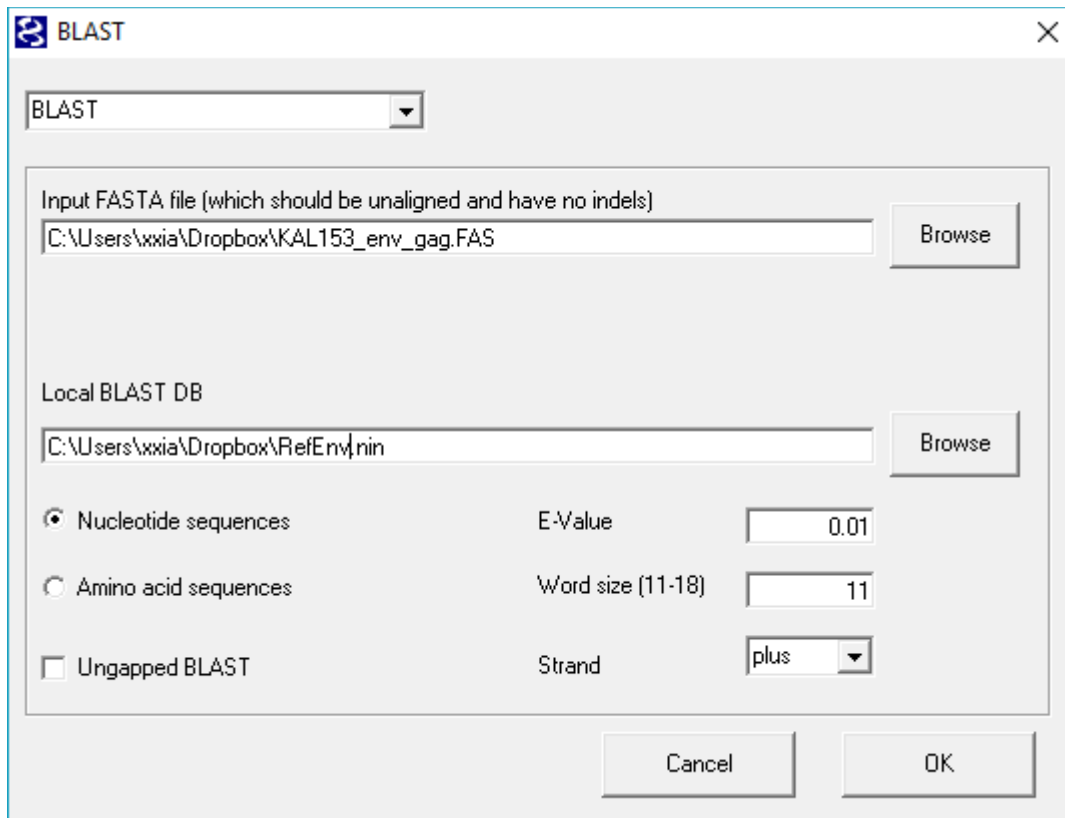 BLAST
BLAST
Input FASTA file (which should be unaligned and have no indels)
C:\Users\xxia\Dropbox\KAL153_env_gag.FAS
Browse
Local BLAST DB
C:\Users\xxia\Dropbox\RefEnv.nin
Browse
Nucleotide sequences
E-Value
0.01
Amino acid sequences
Word size (11-18)
11
Ungapped BLAST
Strand
plus
Cancel
OK